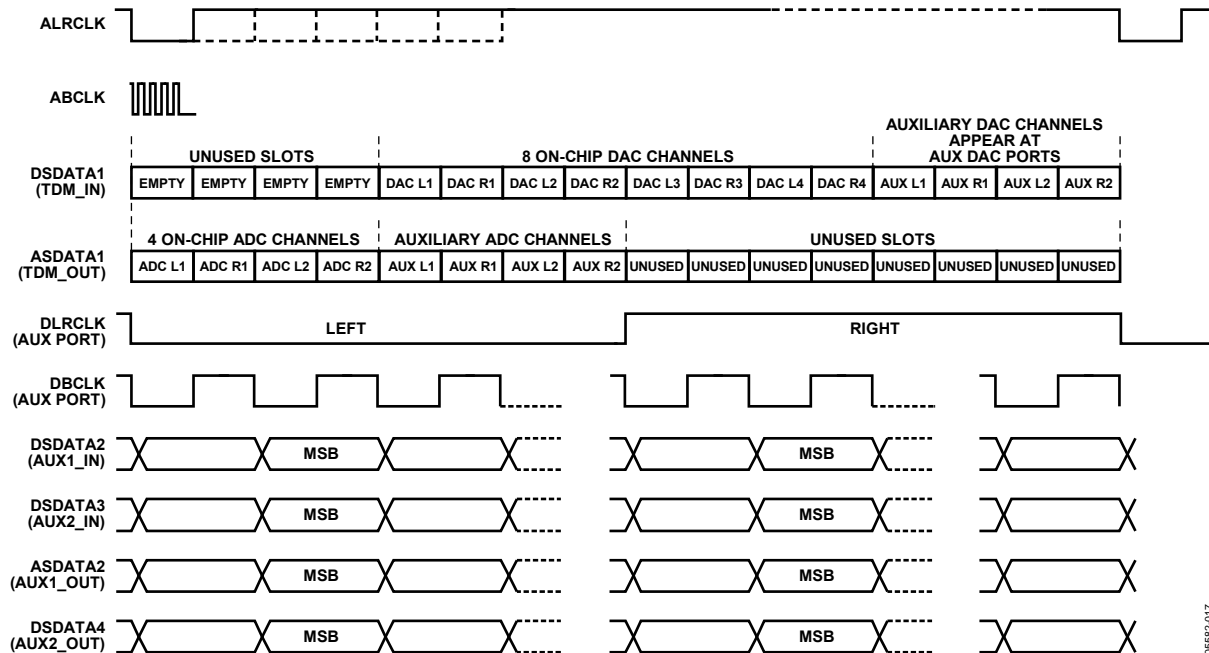 ALRCLK
ABCLK
AUXILIARY DAC CHANNELS
APPEAR AT
AUX DAC PORTS
UNUSED SLOTS
8 ON-CHIP DAC CHANNELS
DSDATA1
(TDM_IN)
EMPTY EMPTY EMPTY EMPTY DAC L1 DAC R1 DAC L2 DAC R2 DAC L3 DAC R3 DAC L4 DAC R4 AUX L1 AUX R1 AUX L2 AUX R2
4 ON-CHIP ADC CHANNELS
AUXILIARY ADC CHANNELS
UNUSED SLOTS
ASDATA1
(TDM_OUT)
ADC L1 ADC R1 ADC L2 ADC R2 AUX L1 AUX R1 AUX L2 AUX R2 UNUSED UNUSED UNUSED UNUSED UNUSED UNUSED UNUSED UNUSED
DLRCLK
(AUX PORT)
LEFT
RIGHT
DBCLK
(AUX PORT)
DSDATA2
(AUX1_IN)
MSB
MSB
DSDATA3
(AUX2_IN)
MSB
MSB
ASDATA2
(AUX1_OUT)
MSB
MSB
DSDATA4
(AUX2_OUT)
MSB
MSB
05582-017